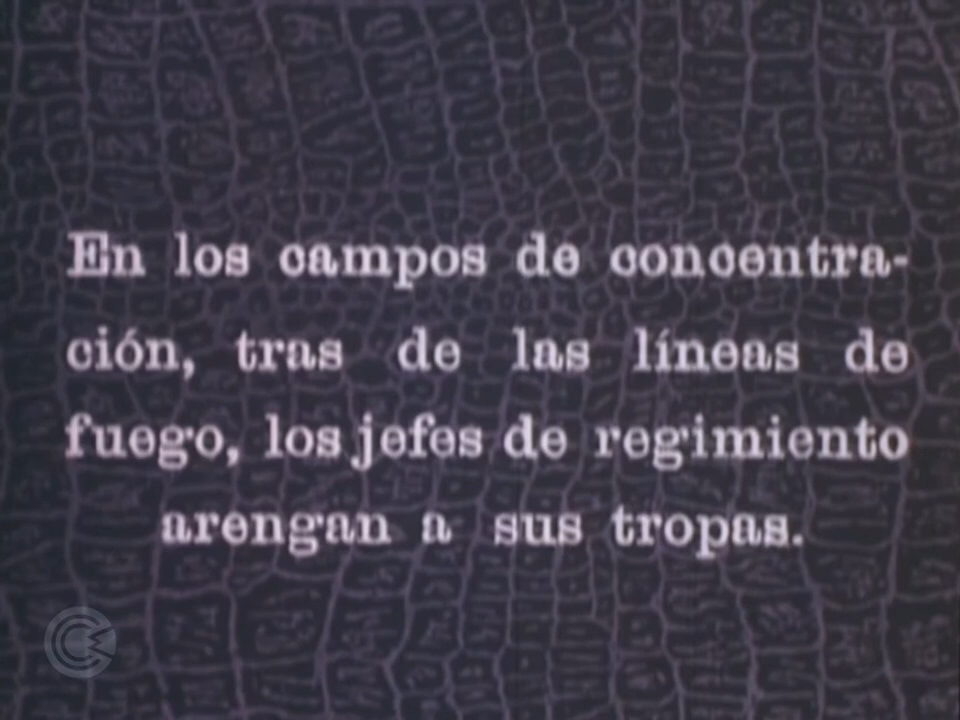 En los campos de concentra-
ción, tras de las líneas de
fuego, los jefes de regimiento
arengan a sus tropas.